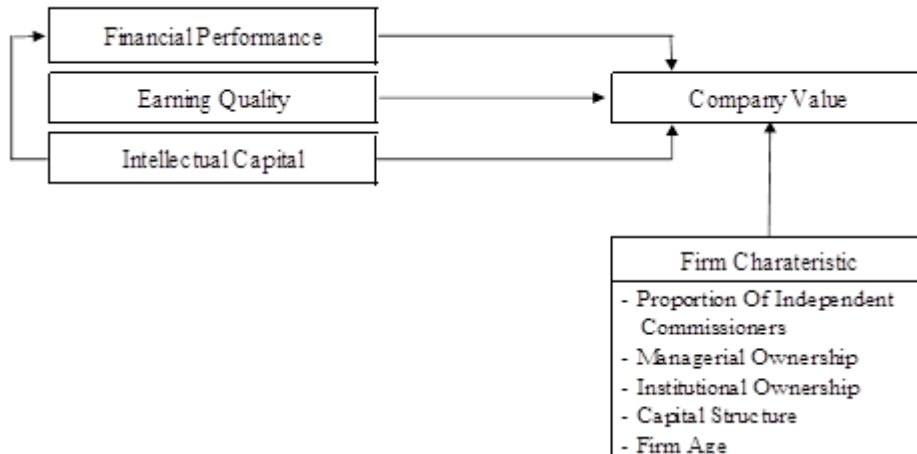 Financial Performance
Earning Quality
Company Value
Intellectual Capital
Firm Charateristic
- Proportion Of Independent
Commissioners
- Managerial Ownership
- Institutional Ownership
- Capital Structure
- Firm Age